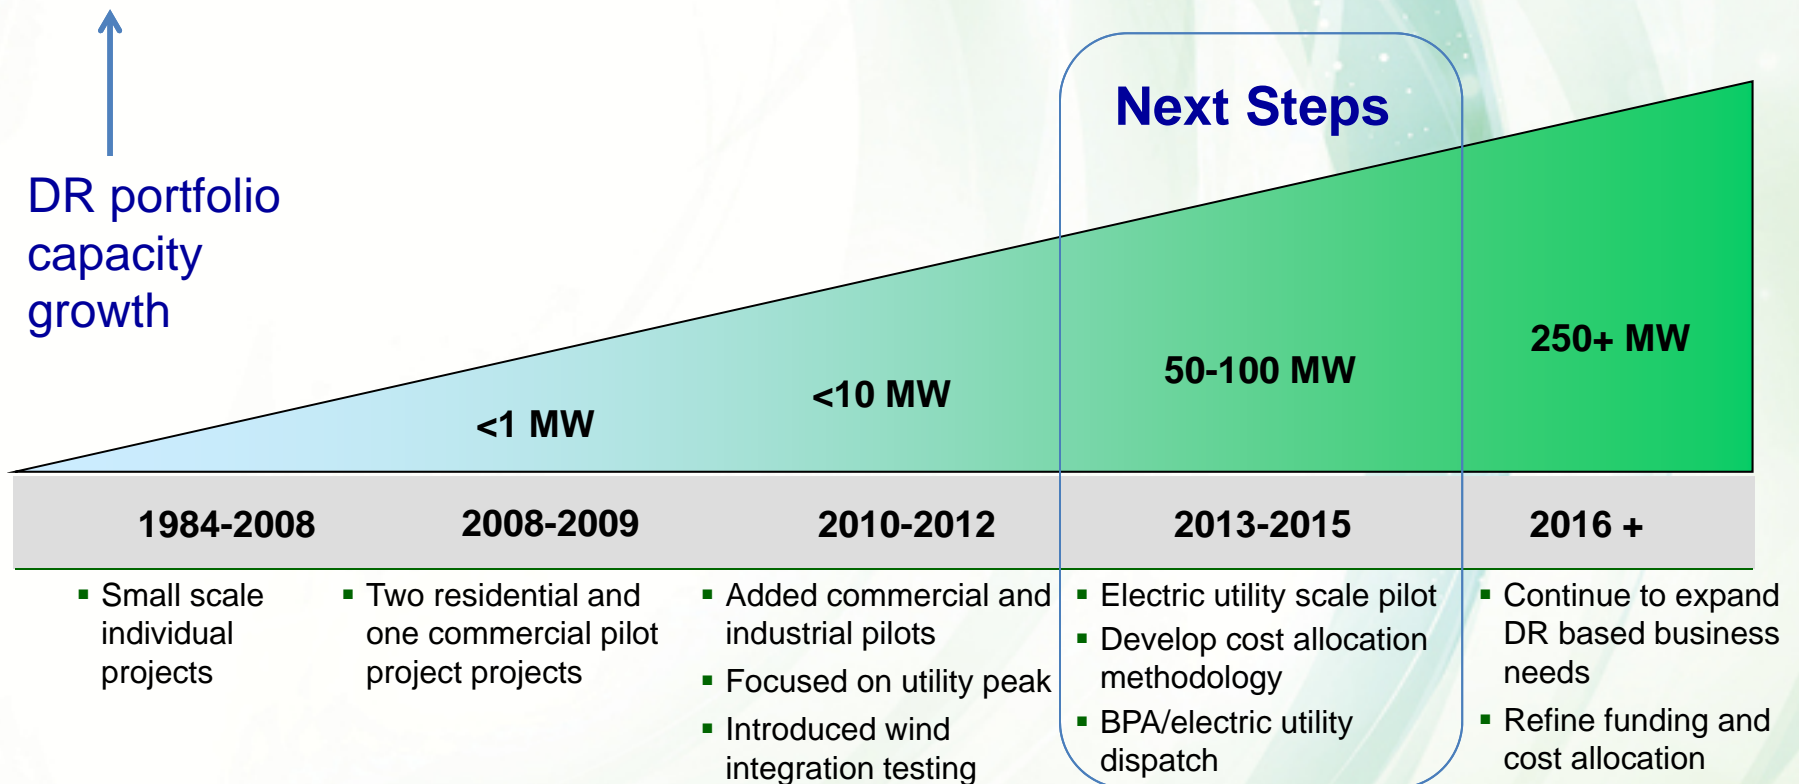 Next Steps
DR portfolio
capacity
growth
<1 MW
<10 MW
50-100 MW
250+ MW
1984-2008
2008-2009
2010-2012
2013-2015
2016 +
▪ Small scale
individual
projects
▪ Two residential and
one commercial pilot
project projects
▪ Added commercial and
industrial pilots
▪ Focused on utility peak
▪ Introduced wind
integration testing
▪ Electric utility scale pilot
▪ Develop cost allocation
methodology
▪ BPA/electric utility
dispatch
▪ Continue to expand
DR based business
needs
▪ Refine funding and
cost allocation